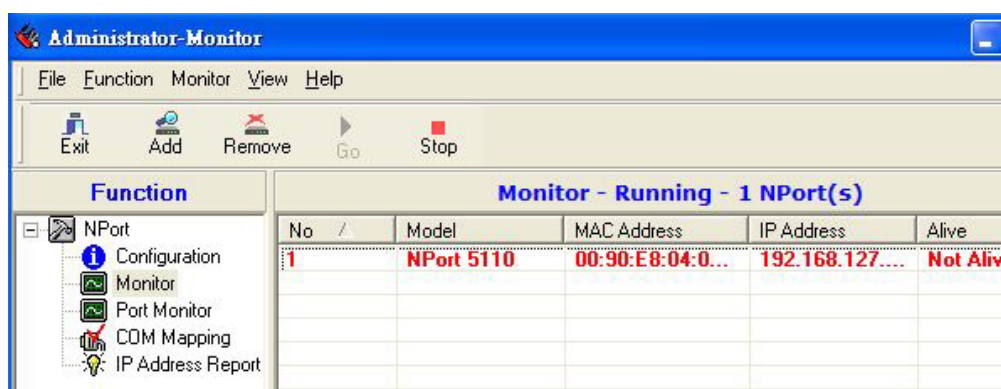 Administrator-Monitor
File Function Monitor View Help
Exit Add Remove Go Stop
Function
Monitor - Running - 1 NPort(s)
NPort
Configuration
Monitor
Port Monitor
COM Mapping
IP Address Report
No Model MAC Address IP Address Alive
1 NPort 5110 00:90:E8:04:0... 192.168.127.... Not Aliv